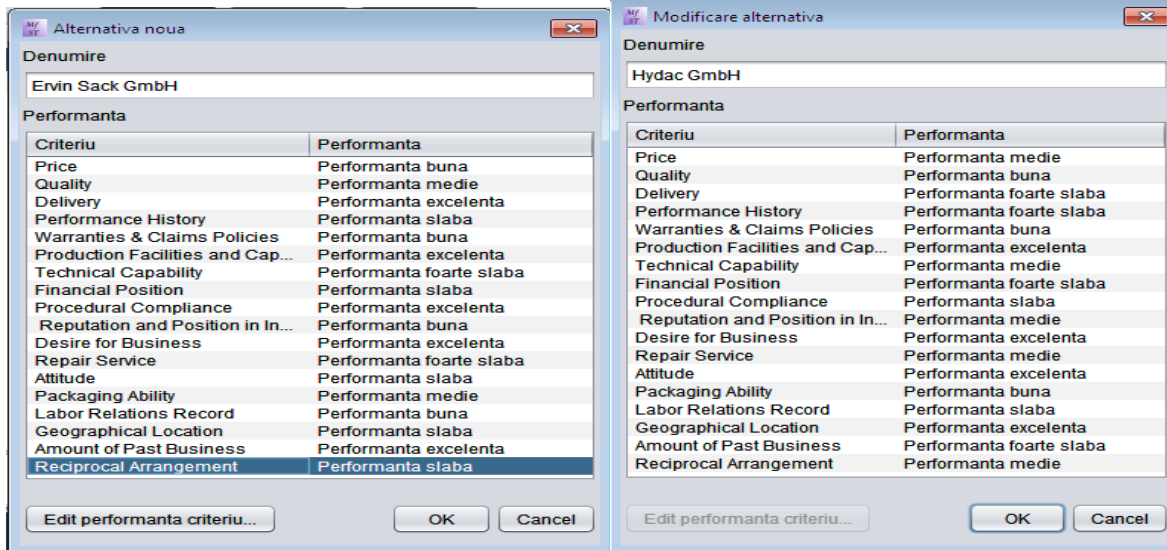 Alternativa noua
Denumire
Ervin Sack GmbH
Performanta
Criteriu Performanta
Price Performanta buna
Quality Performanta medie
Delivery Performanta excelenta
Performance History Performanta slaba
Warranties & Claims Policies Performanta buna
Production Facilities and Cap... Performanta excelenta
Technical Capability Performanta foarte slaba
Financial Position Performanta slaba
Procedural Compliance Performanta excelenta
Reputation and Position in In... Performanta buna
Desire for Business Performanta excelenta
Repair Service Performanta foarte slaba
Attitude Performanta slaba
Packaging Ability Performanta medie
Labor Relations Record Performanta buna
Geographical Location Performanta slaba
Amount of Past Business Performanta excelenta
Reciprocal Arrangement Performanta slaba
Edit performanta criteriu... OK Cancel
Modificare alternativa
Denumire
Hydac GmbH
Performanta
Criteriu Performanta
Price Performanta medie
Quality Performanta buna
Delivery Performanta foarte slaba
Performance History Performanta foarte slaba
Warranties & Claims Policies Performanta buna
Production Facilities and Cap... Performanta excelenta
Technical Capability Performanta medie
Financial Position Performanta foarte slaba
Procedural Compliance Performanta slaba
Reputation and Position in In... Performanta medie
Desire for Business Performanta excelenta
Repair Service Performanta medie
Attitude Performanta excelenta
Packaging Ability Performanta buna
Labor Relations Record Performanta slaba
Geographical Location Performanta excelenta
Amount of Past Business Performanta foarte slaba
Reciprocal Arrangement Performanta medie
Edit performanta criteriu... OK Cancel